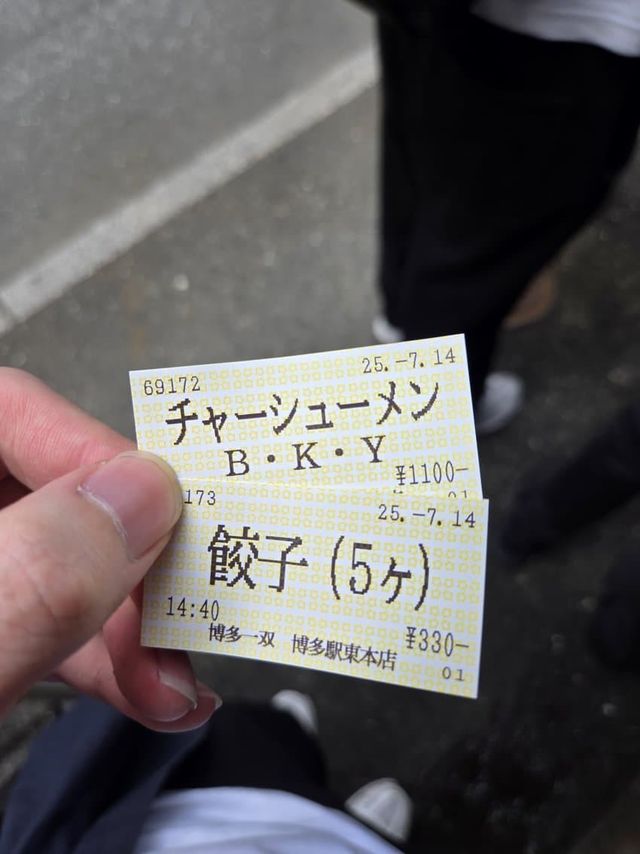 69172 25.-7.14
チャーシューメン
B・K・Y
¥1100-
173 25.-7.14
餃子(5ヶ)
14:40 ¥330-
博多一双 博多駅東本店 01